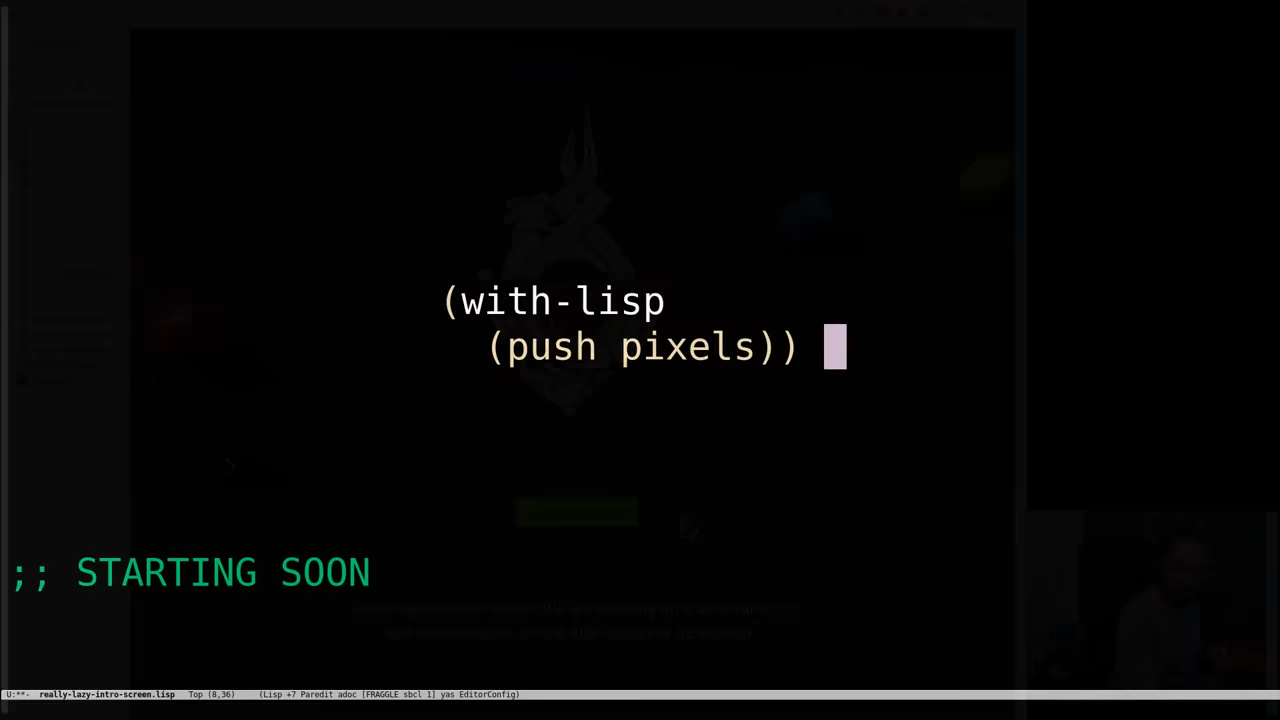 (with-lisp
(push pixels))
;; STARTING SOON
U:**-  really-lazy-intro-screen.lisp   Top (8,36)     (Lisp +7 Paredit adoc [FRAGGLE sbcl 1] yas EditorConfig)